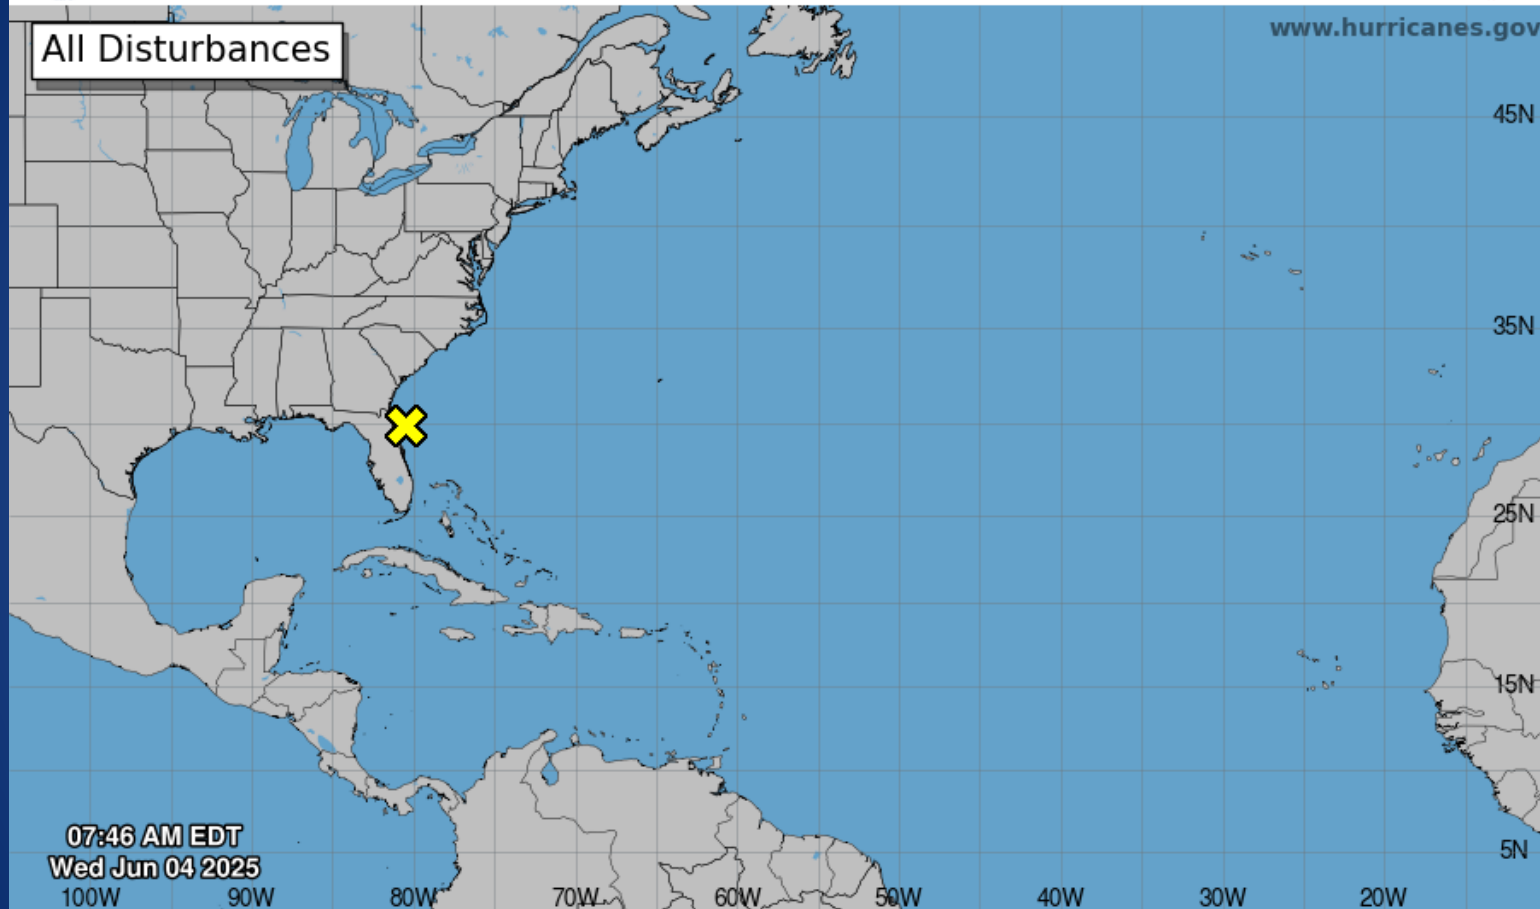 All Disturbances
www.hurricanes.gov
45N
35N
25N
15N
07:46 AM EDT
Wed Jun 04 2025
5N
100W 90W 80W 70W 60W 50W 40W 30W 20W